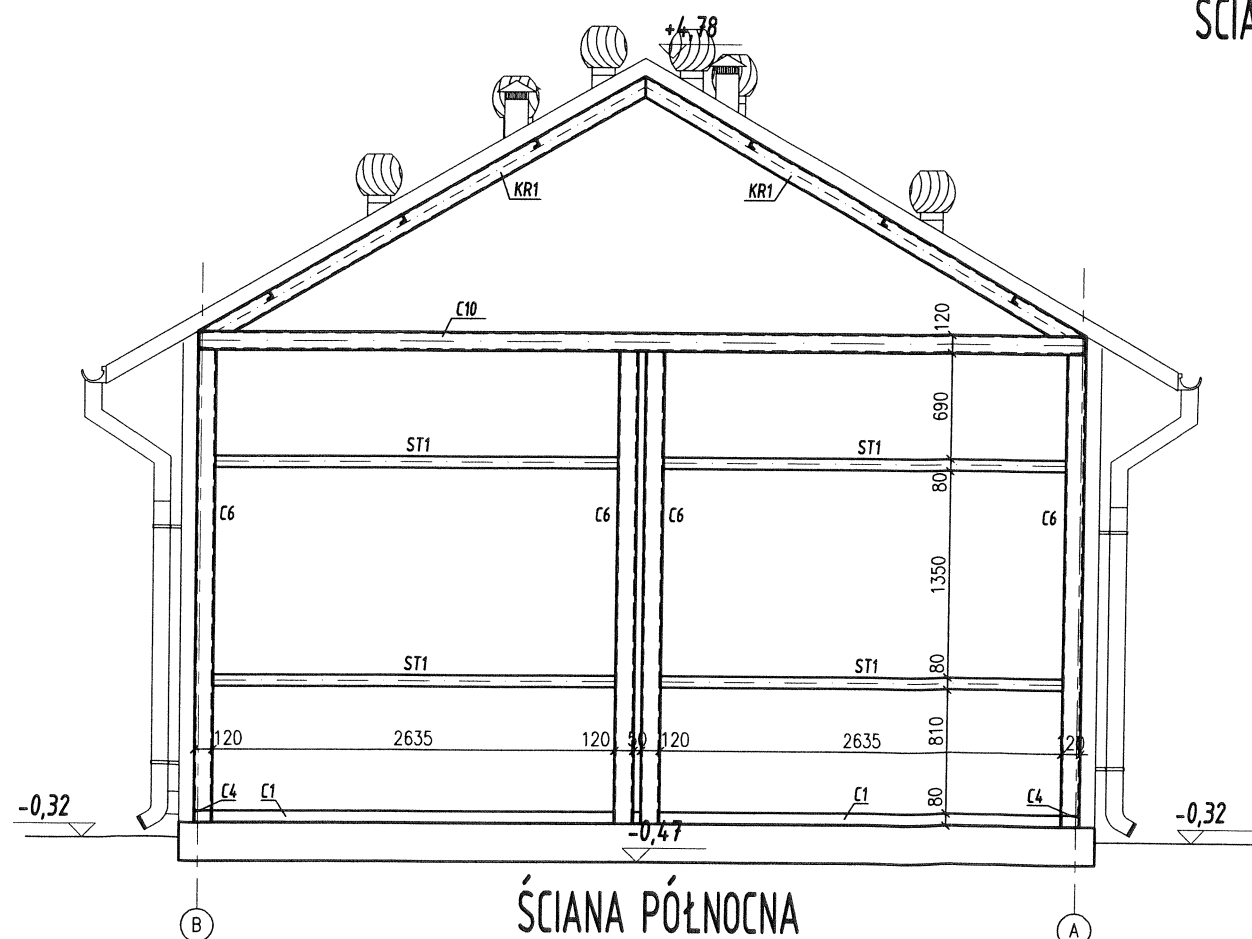 ŚCIA
+4,78
KR1
KR1
C10
120
690
ST1
ST1
80
C6
C6
C6
C6
1350
ST1
ST1
80
120
2635
120
50
120
2635
120
810
C4
C1
C1
C4
80
-0,32
-0,32
-0,47
ŚCIANA PÓŁNOCNA
B
A